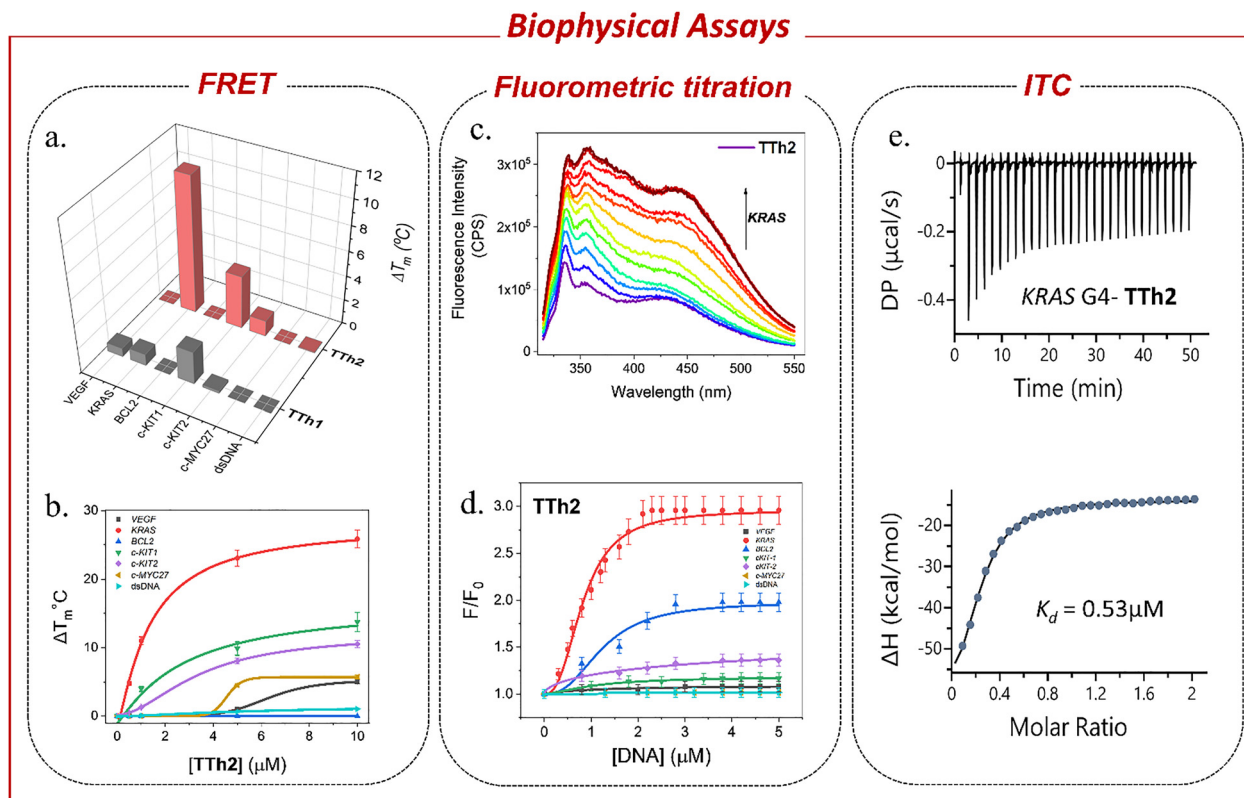 Biophysical Assays
FRET
a.
12
10
8
6
4
2
0
ΔTm (ºC)
TTh2
TTh1
VEGF
KRAS
BCL2
c-KIT1
c-KIT2
c-MYC27
dsDNA
b.
VEGF
KRAS
BCL2
c-KIT1
c-KIT2
c-MYC27
dsDNA
30
20
10
0
ΔTm°C
0 2 4 6 8 10
[TTh2] (μM)
Fluorometric titration
c.
TTh2
KRAS
3x10⁵
2x10⁵
1x10⁵
0
Fluorescence Intensity
(CPS)
350 400 450 500 550
Wavelength (nm)
d.
TTh2
VEGF
KRAS
BCL2
cKIT-1
cKIT-2
c-MYC27
dsDNA
3.0
2.5
2.0
1.5
1.0
F/F₀
0 1 2 3 4 5
[DNA] (μM)
ITC
e.
0
-0.2
-0.4
DP (μcal/s)
KRAS G4- TTh2
0 10 20 30 40 50
Time (min)
-20
-30
-40
-50
ΔH (kcal/mol)
Kd = 0.53μM
0 0.4 0.8 1.2 1.6 2
Molar Ratio